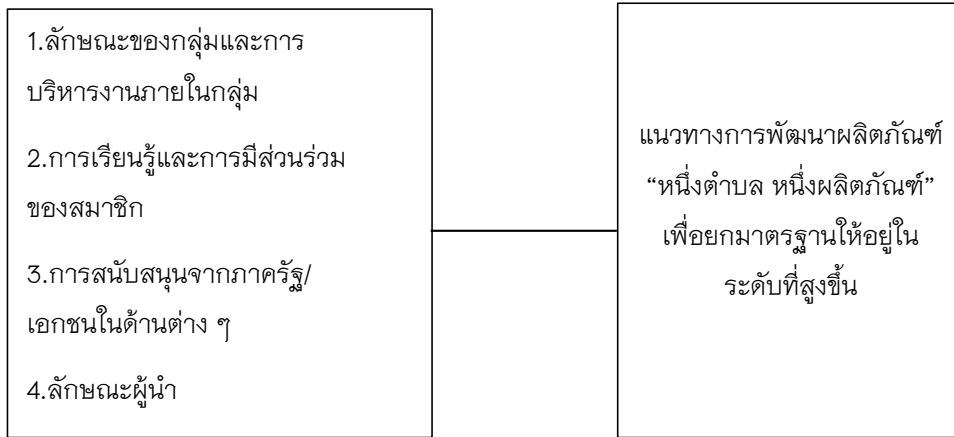 1.ลักษณะของกลุ่มและการ
บริหารงานภายในกลุ่ม
2.การเรียนรู้และการมีส่วนร่วม
ของสมาชิก
3.การสนับสนุนจากภาครัฐ/
เอกชนในด้านต่าง ๆ
4.ลักษณะผู้นำ
แนวทางการพัฒนาผลิตภัณฑ์
“หนึ่งตำบล หนึ่งผลิตภัณฑ์”
เพื่อยกมาตรฐานให้อยู่ใน
ระดับที่สูงขึ้น